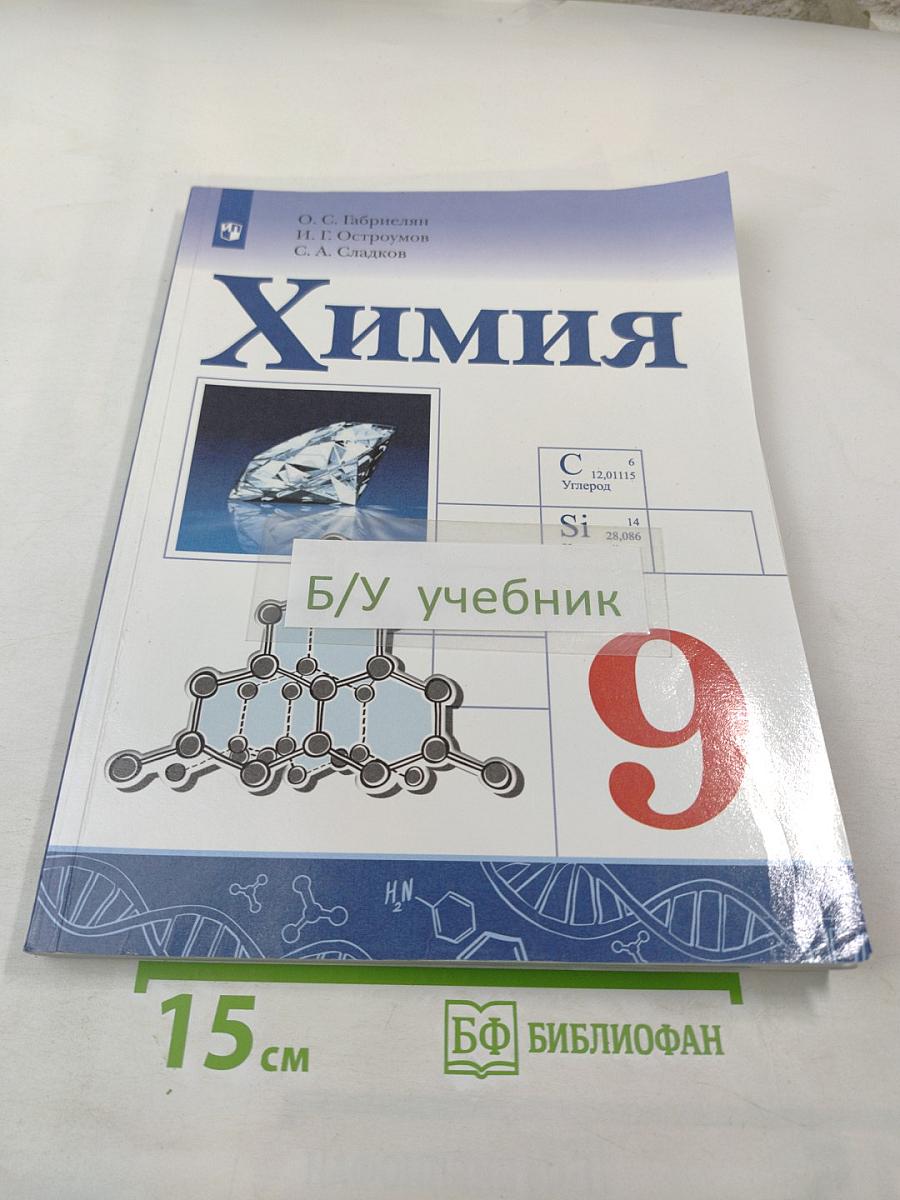 О. С. Габриелян
И. Г. Остроумов
С. А. Сладков
ИП
Химия
C 6
12,01115
Углерод
Si 14
28,086
Б/У учебник
9
H2N
15 см
БФ БИБЛИОФАН